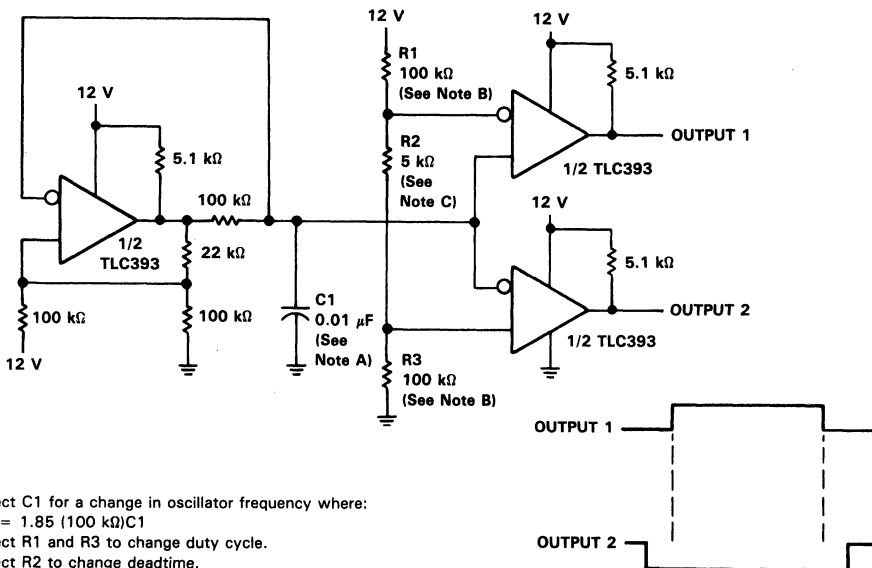 12 V
5.1 kΩ
100 kΩ
1/2
TLC393
22 kΩ
100 kΩ
12 V
100 kΩ
C1
0.01 μF
(See
Note A)
12 V
R1
100 kΩ
(See Note B)
R2
5 kΩ
(See
Note C)
R3
100 kΩ
(See Note B)
12 V
5.1 kΩ
OUTPUT 1
1/2 TLC393
12 V
5.1 kΩ
OUTPUT 2
1/2 TLC393
OUTPUT 1
OUTPUT 2
ect C1 for a change in oscillator frequency where:
= 1.85 (100 kΩ)C1
ect R1 and R3 to change duty cycle.
ect R2 to change deadtime.